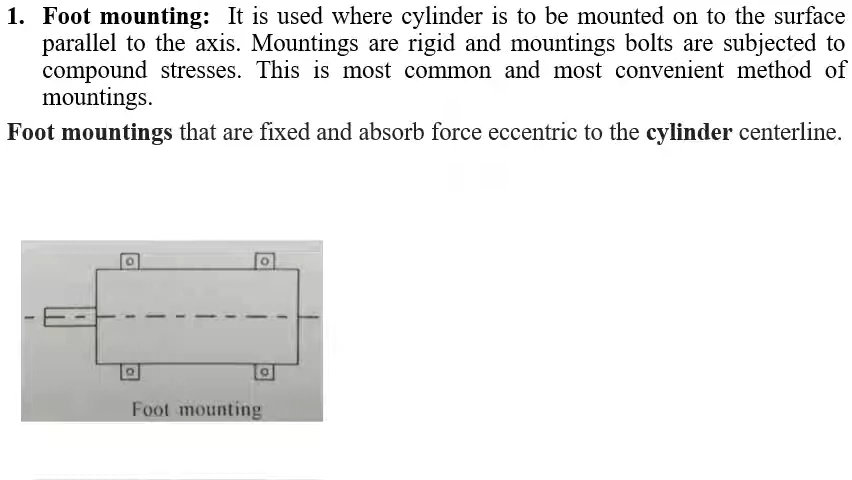 1. Foot mounting: It is used where cylinder is to be mounted on to the surface
parallel to the axis. Mountings are rigid and mountings bolts are subjected to
compound stresses. This is most common and most convenient method of
mountings.
Foot mountings that are fixed and absorb force eccentric to the cylinder centerline.
Foot mounting